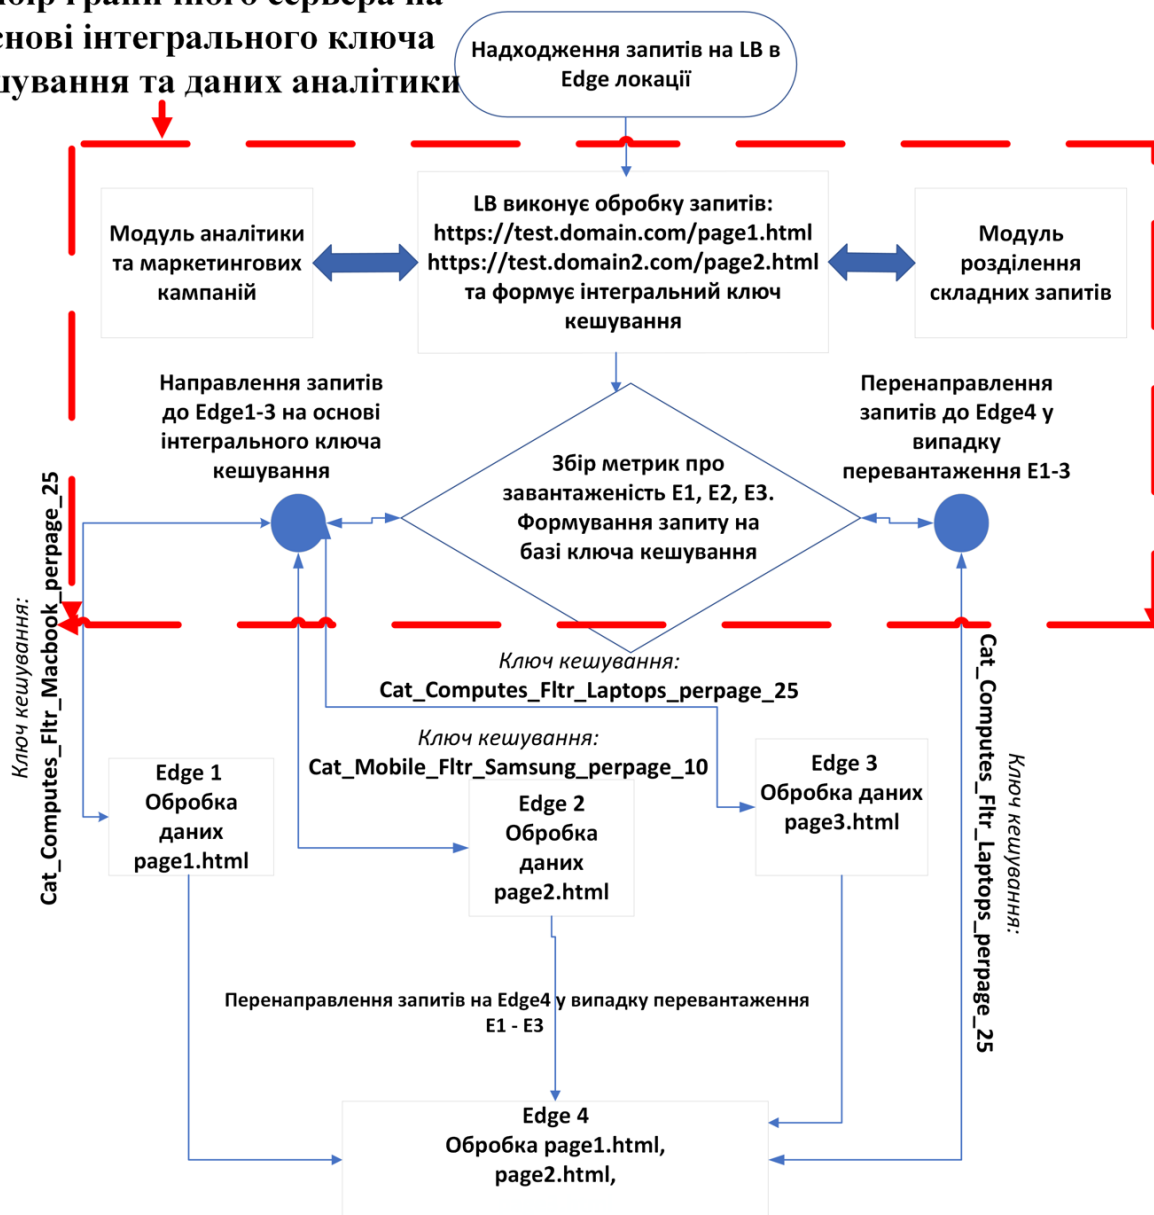 граничного сервера на
основі інтегрального ключа
кешування та даних аналітики
Надходження запитів на LB в
Edge локації
Модуль аналітики
та маркетингових
кампаній
LB виконує обробку запитів:
https://test.domain.com/page1.html
https://test.domain2.com/page2.html
та формує інтегральний ключ
кешування
Модуль
розділення
складних запитів
Направлення запитів
до Edge1-3 на основі
інтегрального ключа
кешування
Перенаправлення
запитів до Edge4 у
випадку
перевантаження E1-3
Збір метрик про
завантаженість E1, E2, E3.
Формування запиту на
базі ключа кешування
Ключ кешування:
Cat_Computes_Fltr_Macbook_perpage_25
Ключ кешування:
Cat_Computes_Fltr_Laptops_perpage_25
Ключ кешування:
Cat_Mobile_Fltr_Samsung_perpage_10
Ключ кешування:
Cat_Computes_Fltr_Laptops_perpage_25
Edge 1
Обробка
даних
page1.html
Edge 2
Обробка
даних
page2.html
Edge 3
Обробка даних
page3.html
Перенаправлення запитів на Edge4 у випадку перевантаження
E1 - E3
Edge 4
Обробка page1.html,
page2.html,